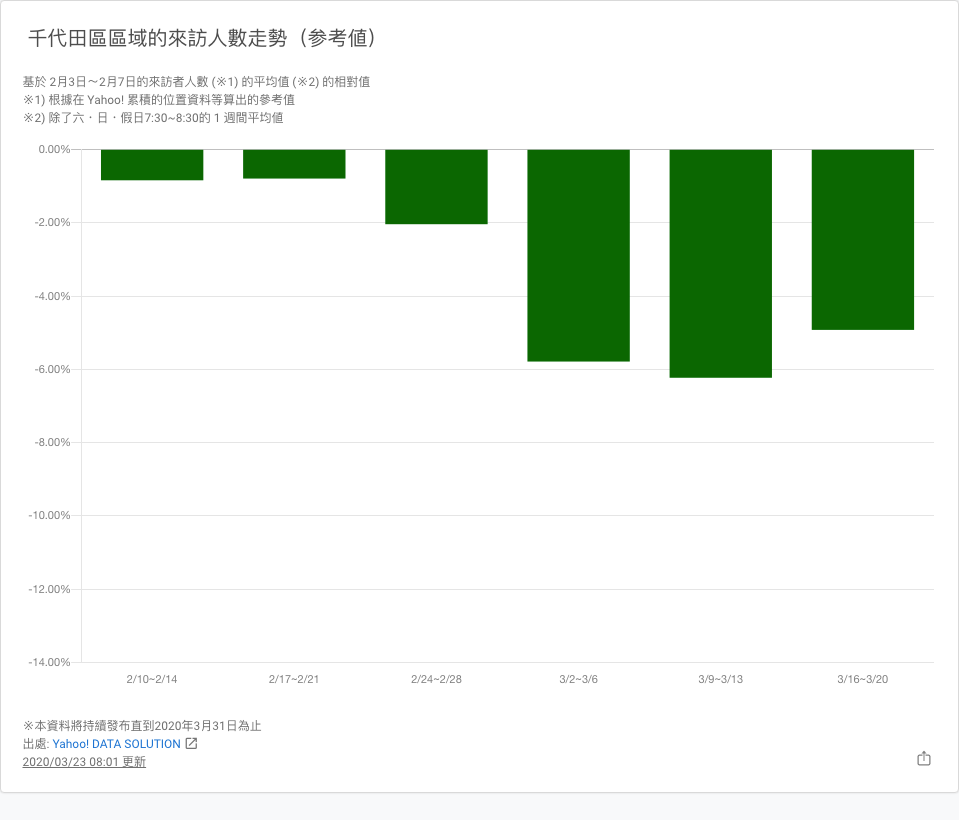 千代田區區域的來訪人數走勢（参考値）
基於 2月3日～2月7日的來訪者人數 (※1) 的平均值 (※2) 的相對值
※1) 根據在 Yahoo! 累積的位置資料等算出的參考值
※2) 除了六・日・假日7:30~8:30的 1 週間平均値
0.00%
-2.00%
-4.00%
-6.00%
-8.00%
-10.00%
-12.00%
-14.00%
2/10~2/14 2/17~2/21 2/24~2/28 3/2~3/6 3/9~3/13 3/16~3/20
※本資料將持續發布直到2020年3月31日為止
出處: Yahoo! DATA SOLUTION
2020/03/23 08:01 更新